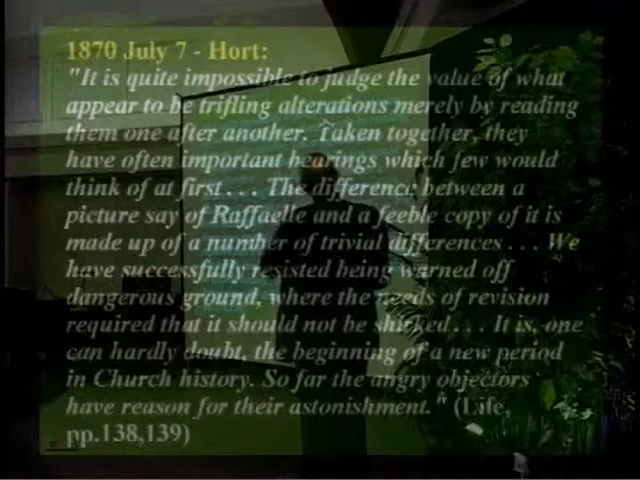 1870 July 7 - Hort:
"It is quite impossible to judge the value of what
appear to be trifling alterations merely by reading
them one after another. Taken together, they
have often important bearings which few would
think of at first . . . The difference between a
picture say of Raffaelle and a feeble copy of it is
made up of a number of trivial differences . . . We
have successfully resisted being warned off
dangerous ground, where the needs of revision
required that it should not be shirked . . . It is, one
can hardly doubt, the beginning of a new period
in Church history. So far the angry objectors
have reason for their astonishment." (Life,
pp.138,139)